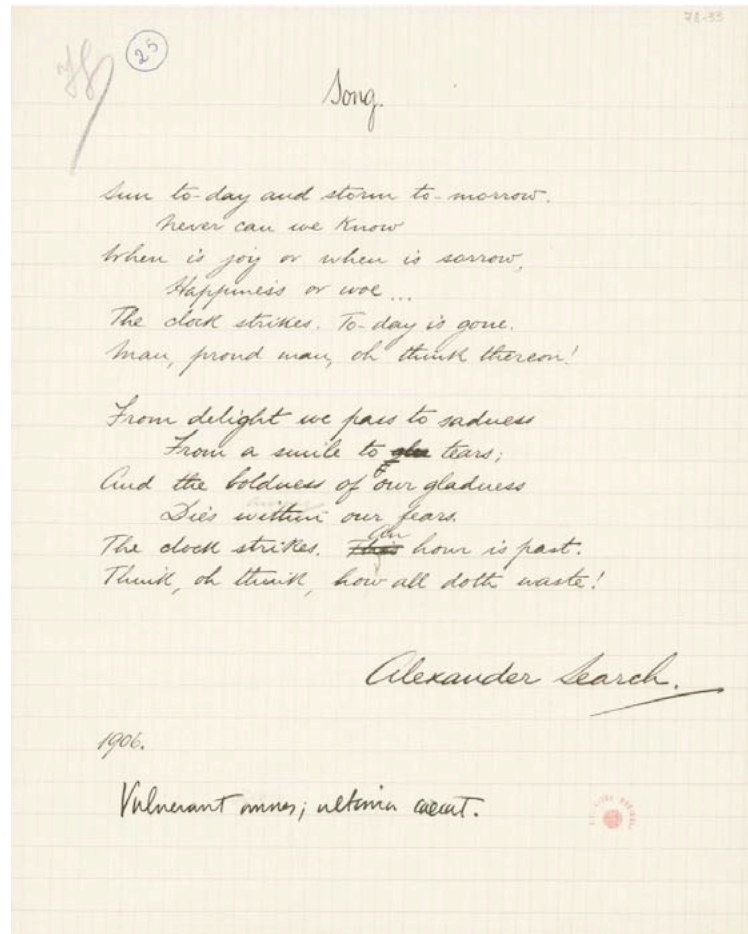 78-93
25
Song.
Sun to-day and storm to-morrow.
Never can we know
When is joy or when is sorrow,
Happiness or woe...
The clock strikes. To-day is gone.
Man, proud man, oh think thereon!
From delight we pass to sadness
From a smile to tears;
And the boldness of our gladness
Dies within our fears.
The clock strikes. An hour is past.
Think, oh think, how all doth waste!
Alexander Search.
1906.
Vulnerant omnes; ultima